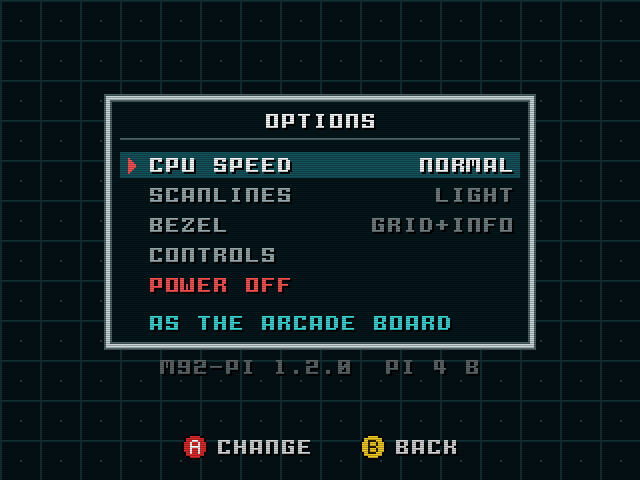 OPTIONS
CPU SPEED NORMAL
SCANLINES LIGHT
BEZEL GRID+INFO
CONTROLS
POWER OFF
AS THE ARCADE BOARD
M92-PI 1.2.0 PI 4 B
A CHANGE B BACK